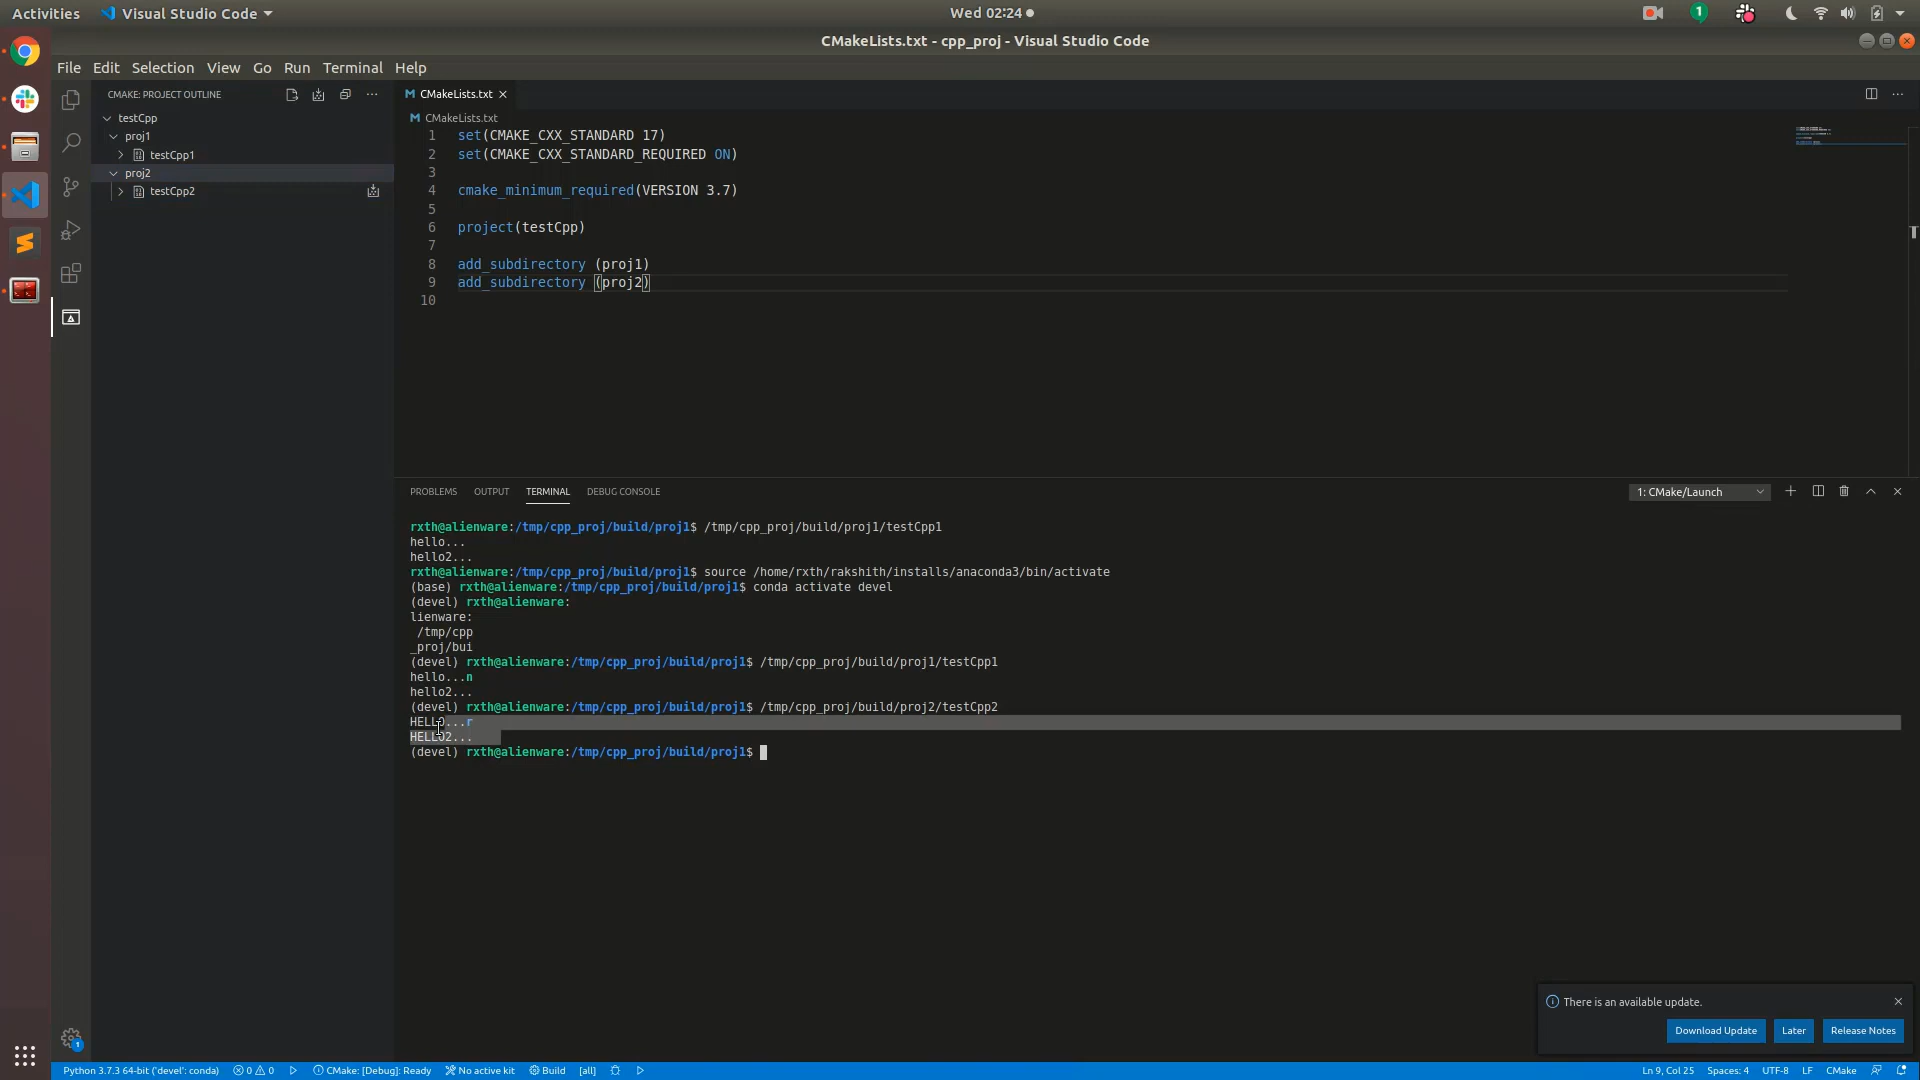 Activities
Visual Studio Code
Wed 02:24
1
CMakeLists.txt - cpp_proj - Visual Studio Code
File Edit Selection View Go Run Terminal Help
CMAKE: PROJECT OUTLINE
testCpp
proj1
testCpp1
proj2
testCpp2
M CMakeLists.txt
M CMakeLists.txt
1 set(CMAKE_CXX_STANDARD 17)
2 set(CMAKE_CXX_STANDARD_REQUIRED ON)
3
4 cmake_minimum_required(VERSION 3.7)
5
6 project(testCpp)
7
8 add_subdirectory (proj1)
9 add_subdirectory (proj2)
10
PROBLEMS OUTPUT TERMINAL DEBUG CONSOLE
1: CMake/Launch
rxth@alienware:/tmp/cpp_proj/build/proj1$ /tmp/cpp_proj/build/proj1/testCpp1
hello...
hello2...
rxth@alienware:/tmp/cpp_proj/build/proj1$ source /home/rxth/rakshith/installs/anaconda3/bin/activate
(base) rxth@alienware:/tmp/cpp_proj/build/proj1$ conda activate devel
(devel) rxth@alienware:
lienware:
/tmp/cpp
_proj/bui
(devel) rxth@alienware:/tmp/cpp_proj/build/proj1$ /tmp/cpp_proj/build/proj1/testCpp1
hello...n
hello2...
(devel) rxth@alienware:/tmp/cpp_proj/build/proj1$ /tmp/cpp_proj/build/proj2/testCpp2
HELLO...r
HELLO2...
(devel) rxth@alienware:/tmp/cpp_proj/build/proj1$
There is an available update.
Download Update
Later
Release Notes
1
Python 3.7.3 64-bit ('devel': conda) 0 0 CMake: [Debug]: Ready No active kit Build [all]
Ln 9, Col 25 Spaces: 4 UTF-8 LF CMake